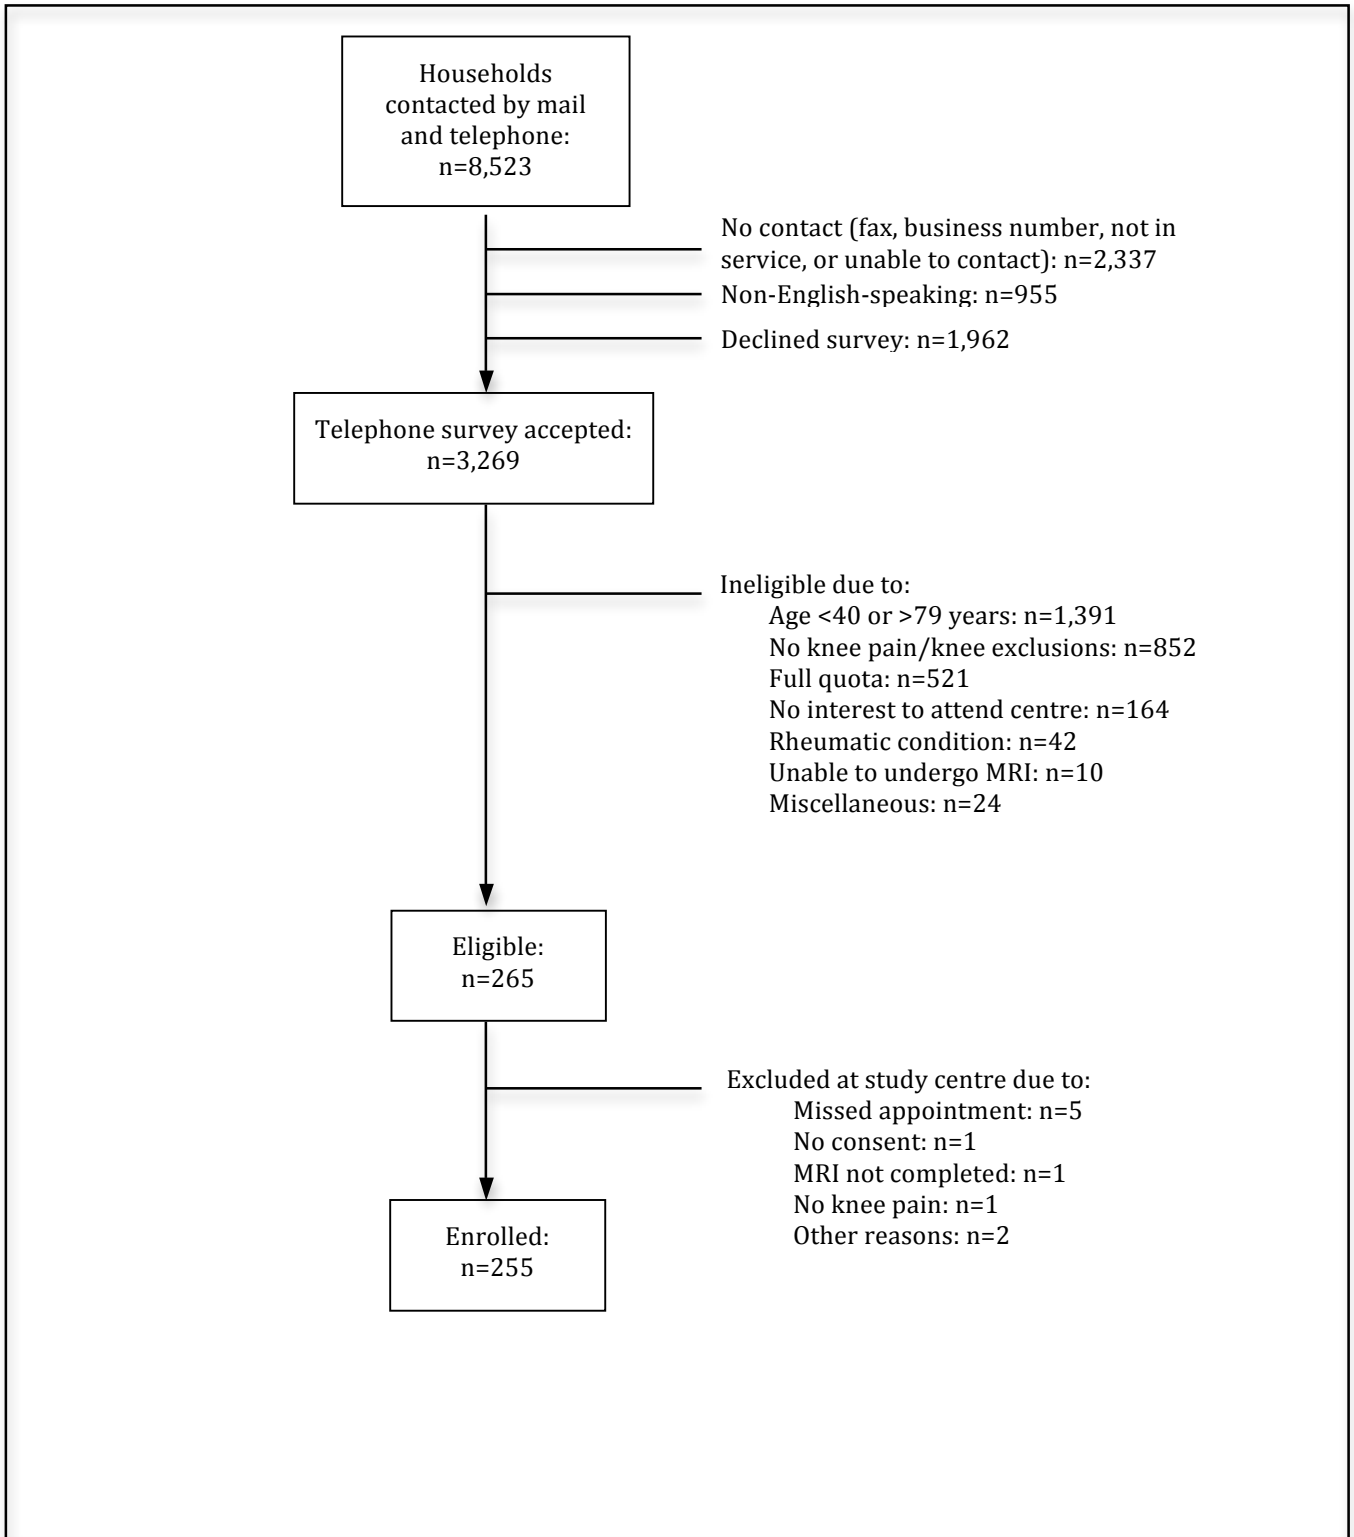 Households
contacted by mail
and telephone:
n=8,523
No contact (fax, business number, not in
service, or unable to contact): n=2,337
Non-English-speaking: n=955
Declined survey: n=1,962
Telephone survey accepted:
n=3,269
Ineligible due to:
Age <40 or >79 years: n=1,391
No knee pain/knee exclusions: n=852
Full quota: n=521
No interest to attend centre: n=164
Rheumatic condition: n=42
Unable to undergo MRI: n=10
Miscellaneous: n=24
Eligible:
n=265
Excluded at study centre due to:
Missed appointment: n=5
No consent: n=1
MRI not completed: n=1
No knee pain: n=1
Other reasons: n=2
Enrolled:
n=255